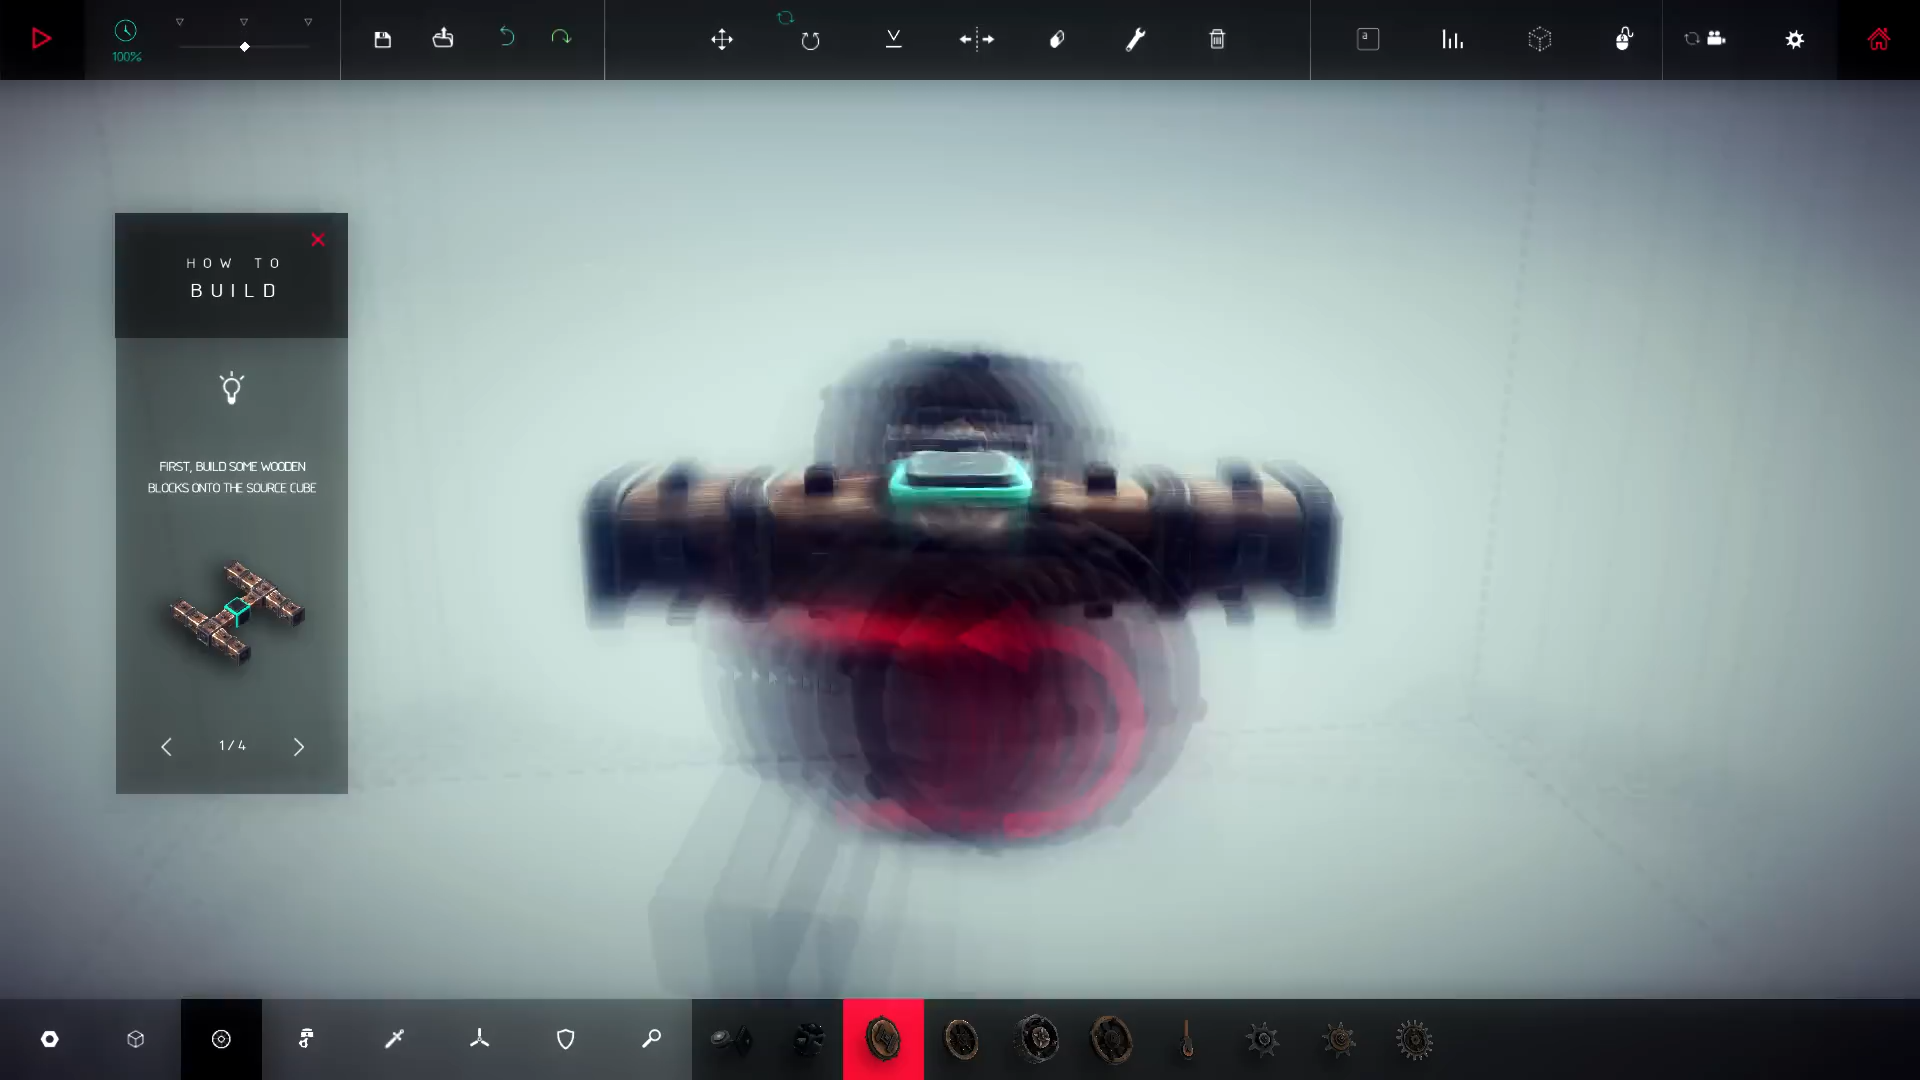 100%
a
HOW TO
BUILD
FIRST, BUILD SOME WOODEN
BLOCKS ONTO THE SOURCE CUBE
1/4